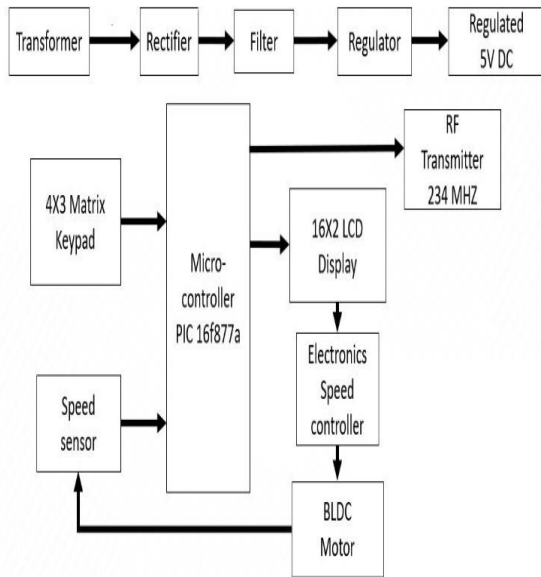 Transformer
Rectifier
Filter
Regulator
Regulated
5V DC
RF
Transmitter
234 MHZ
4X3 Matrix
Keypad
Micro-
controller
PIC 16f877a
16X2 LCD
Display
Electronics
Speed
controller
Speed
sensor
BLDC
Motor